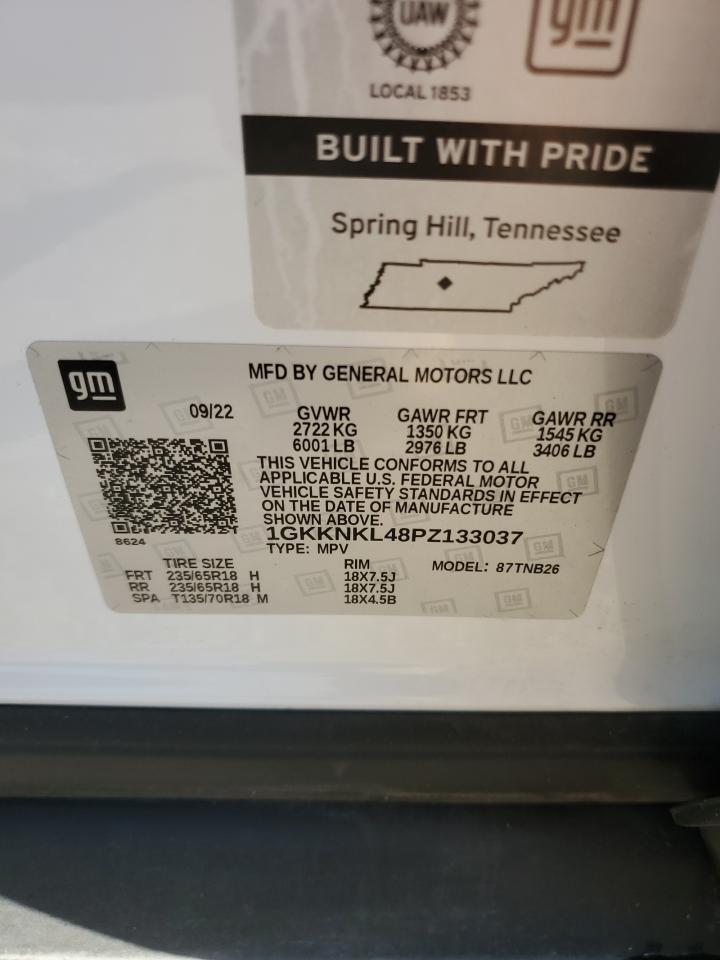 UAW
gm
LOCAL 1853
BUILT WITH PRIDE
Spring Hill, Tennessee
gm
MFD BY GENERAL MOTORS LLC
09/22
GVWR GAWR FRT GAWR RR
2722 KG 1350 KG 1545 KG
6001 LB 2976 LB 3406 LB
THIS VEHICLE CONFORMS TO ALL
APPLICABLE U.S. FEDERAL MOTOR
VEHICLE SAFETY STANDARDS IN EFFECT
ON THE DATE OF MANUFACTURE
SHOWN ABOVE.
1GKKNKL48PZ133037
8624
TYPE: MPV
TIRE SIZE RIM MODEL: 87TNB26
FRT 235/65R18 H 18X7.5J
RR 235/65R18 H 18X7.5J
SPA T135/70R18 M 18X4.5B